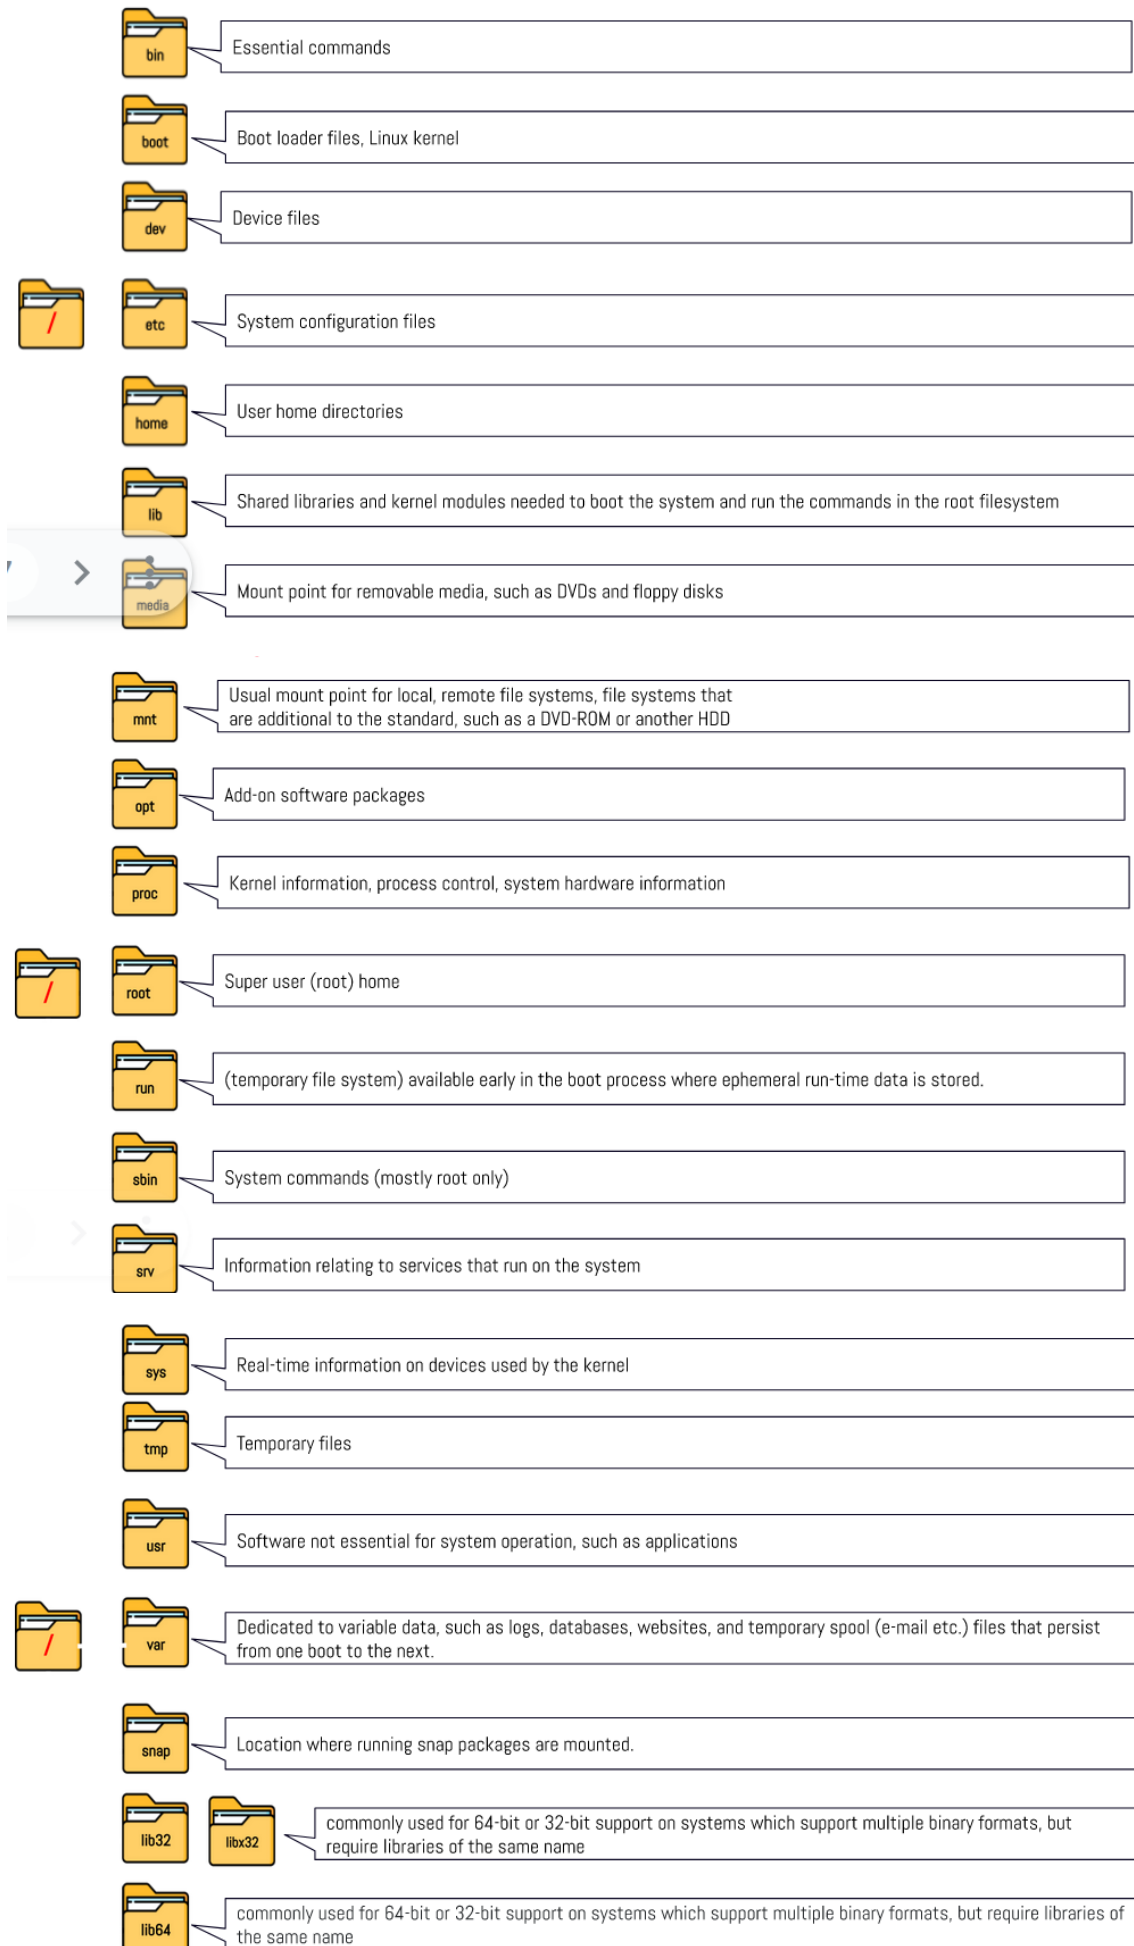 bin
Essential commands
boot
Boot loader files, Linux kernel
dev
Device files
/
etc
System configuration files
home
User home directories
lib
Shared libraries and kernel modules needed to boot the system and run the commands in the root filesystem
media
Mount point for removable media, such as DVDs and floppy disks
mnt
Usual mount point for local, remote file systems, file systems that
are additional to the standard, such as a DVD-ROM or another HDD
opt
Add-on software packages
proc
Kernel information, process control, system hardware information
/
root
Super user (root) home
run
(temporary file system) available early in the boot process where ephemeral run-time data is stored.
sbin
System commands (mostly root only)
srv
Information relating to services that run on the system
sys
Real-time information on devices used by the kernel
tmp
Temporary files
usr
Software not essential for system operation, such as applications
/
var
Dedicated to variable data, such as logs, databases, websites, and temporary spool (e-mail etc.) files that persist
from one boot to the next.
snap
Location where running snap packages are mounted.
lib32
libx32
commonly used for 64-bit or 32-bit support on systems which support multiple binary formats, but
require libraries of the same name
lib64
commonly used for 64-bit or 32-bit support on systems which support multiple binary formats, but require libraries of
the same name